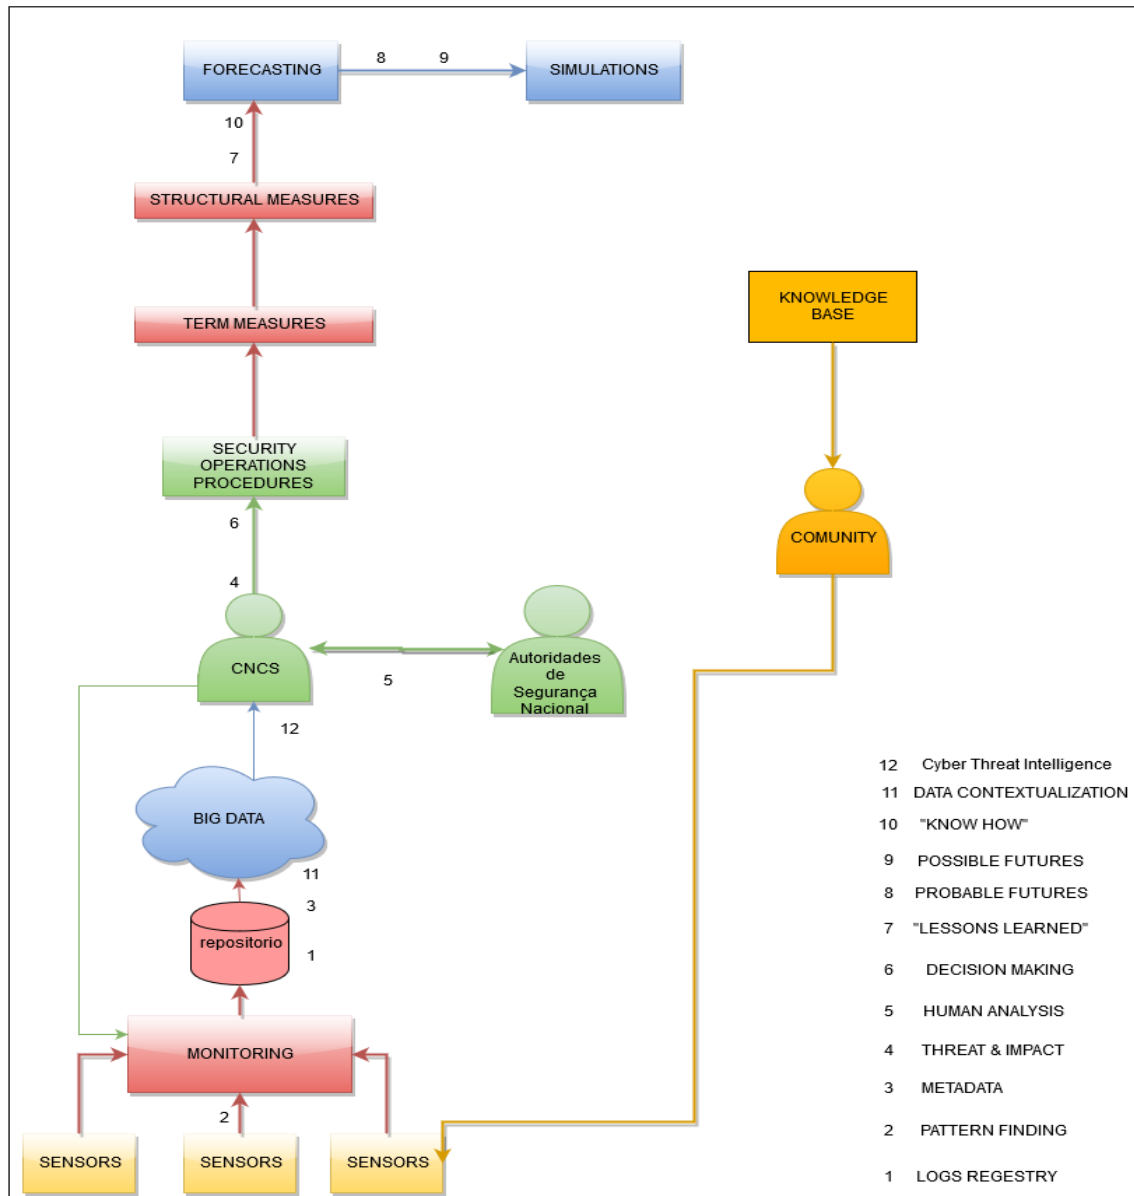 FORECASTING
8
9
SIMULATIONS
10
7
STRUCTURAL MEASURES
KNOWLEDGE
BASE
TERM MEASURES
SECURITY
OPERATIONS
PROCEDURES
6
COMUNITY
4
CNCS
5
Autoridades
de
Segurança
Nacional
12
BIG DATA
11
3
repositorio
1
MONITORING
2
SENSORS
SENSORS
SENSORS
12 Cyber Threat Intelligence
11 DATA CONTEXTUALIZATION
10 "KNOW HOW"
9 POSSIBLE FUTURES
8 PROBABLE FUTURES
7 "LESSONS LEARNED"
6 DECISION MAKING
5 HUMAN ANALYSIS
4 THREAT & IMPACT
3 METADATA
2 PATTERN FINDING
1 LOGS REGESTRY